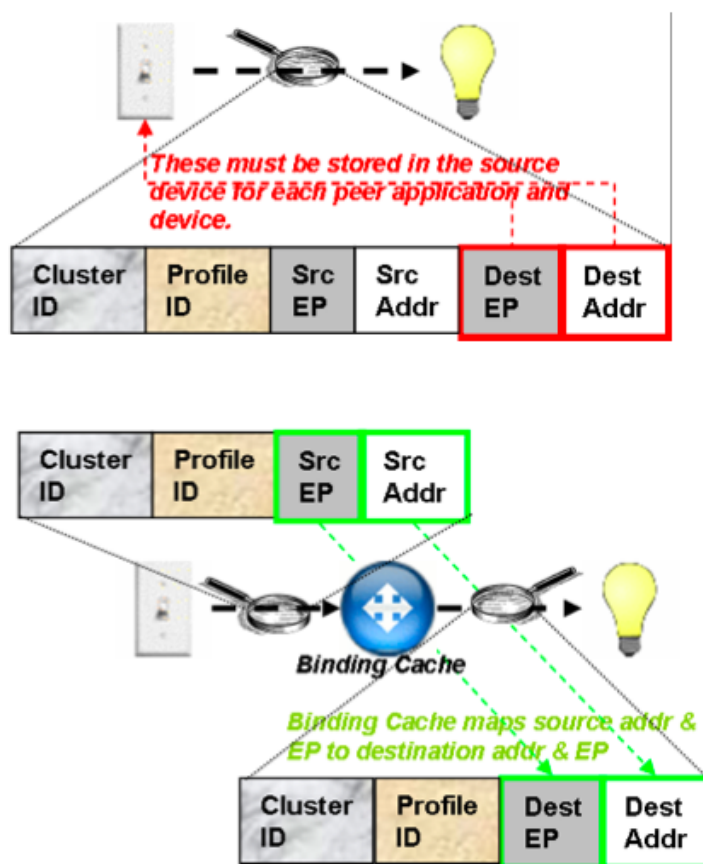 These must be stored in the source
device for each peer application and
device.
Cluster ID
Profile ID
Src EP
Src Addr
Dest EP
Dest Addr
Cluster ID
Profile ID
Src EP
Src Addr
Binding Cache
Binding Cache maps source addr &
EP to destination addr & EP
Cluster ID
Profile ID
Dest EP
Dest Addr